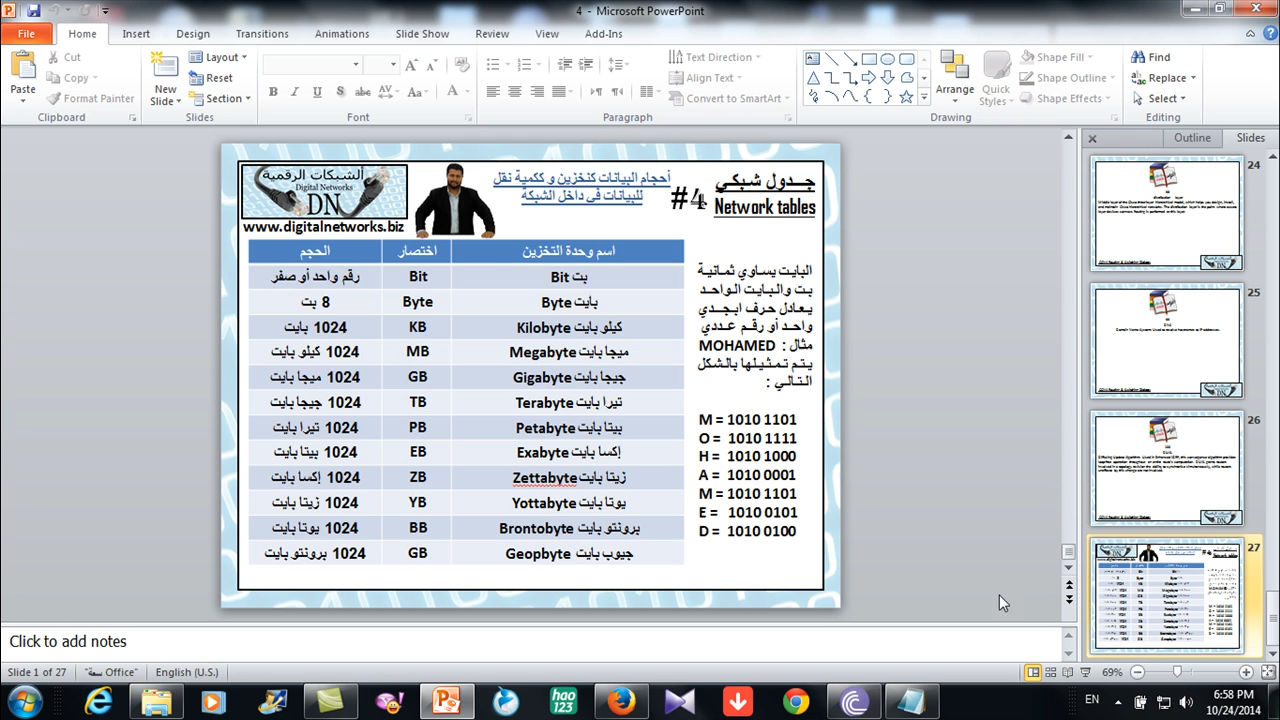 4 - Microsoft PowerPoint
File Home Insert Design Transitions Animations Slide Show Review View Add-Ins
Paste
Cut
Copy
Format Painter
Clipboard
New Slide
Layout
Reset
Section
Slides
B I U S abc AV Aa A
Font
Text Direction
Align Text
Convert to SmartArt
Paragraph
Arrange
Quick Styles
Shape Fill
Shape Outline
Shape Effects
Drawing
Find
Replace
Select
Editing
الشبكات الرقمية
Digital Networks
DN
www.digitalnetworks.biz
أحجام البيانات كتخزين و ككمية نقل
للبيانات في داخل الشبكة
#4
جـــدول شبكي
Network tables
اسم وحدة التخزين اختصار الحجم
بت Bit Bit رقم واحد أو صفر
بايت Byte Byte 8 بت
كيلو بايت Kilobyte KB 1024 بايت
ميجا بايت Megabyte MB 1024 كيلو بايت
جيجا بايت Gigabyte GB 1024 ميجا بايت
تيرا بايت Terabyte TB 1024 جيجا بايت
بيتا بايت Petabyte PB 1024 تيرا بايت
إكسا بايت Exabyte EB 1024 بيتا بايت
زيتا بايت Zettabyte ZB 1024 إكسا بايت
يوتا بايت Yottabyte YB 1024 زيتا بايت
برونتو بايت Brontobyte BB 1024 يوتا بايت
جيوب بايت Geopbyte GB 1024 برونتو بايت
البايت يساوي ثمانية
بت والبايت الواحد
يعادل حرف ابجدي
واحد أو رقم عددي
مثال : MOHAMED
يتم تمثيلها بالشكل
التالي :
M = 1010 1101
O = 1010 1111
H = 1010 1000
A = 1010 0001
M = 1010 1101
E = 1010 0101
D = 1010 0100
Outline Slides
24
25
26
27
Click to add notes
Slide 1 of 27 Office English (U.S.) 69%
hao 123
EN
6:58 PM
10/24/2014